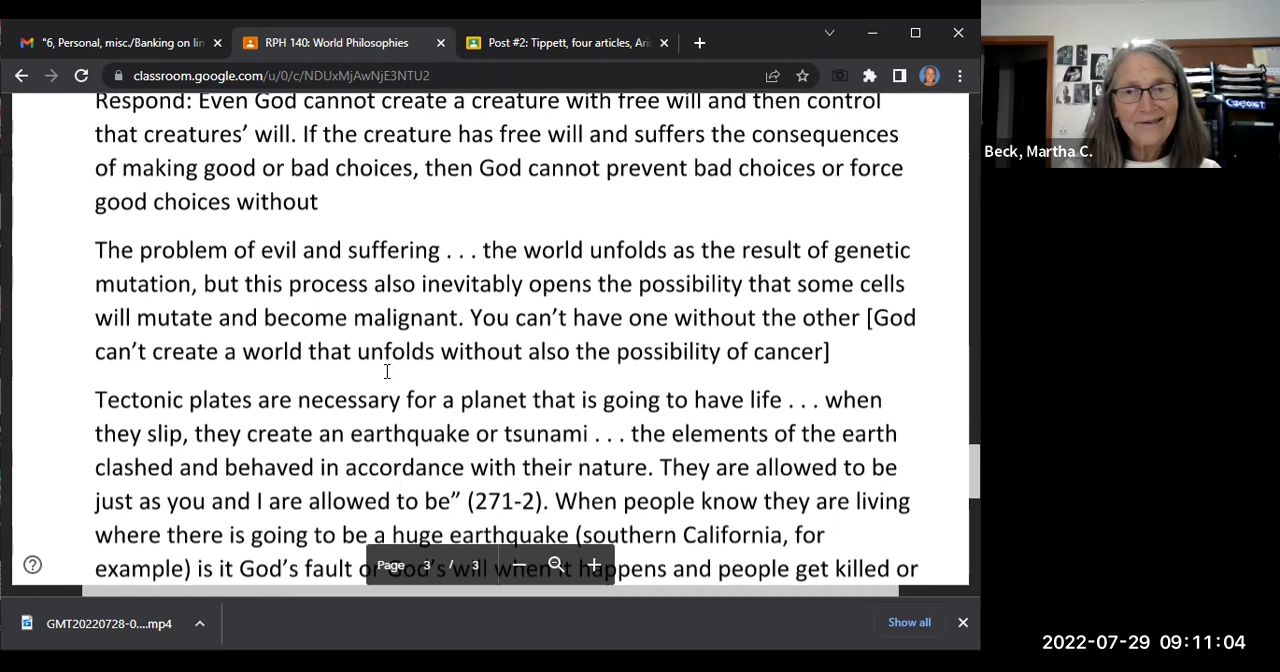 "6, Personal, misc./Banking on lin
RPH 140: World Philosophies
Post #2: Tippett, four articles, Ari
classroom.google.com/u/0/c/NDUxMjAwNjE3NTU2
Respond: Even God cannot create a creature with free will and then control
that creatures’ will. If the creature has free will and suffers the consequences
of making good or bad choices, then God cannot prevent bad choices or force
good choices without
The problem of evil and suffering . . . the world unfolds as the result of genetic
mutation, but this process also inevitably opens the possibility that some cells
will mutate and become malignant. You can’t have one without the other [God
can’t create a world that unfolds without also the possibility of cancer]
Tectonic plates are necessary for a planet that is going to have life . . . when
they slip, they create an earthquake or tsunami . . . the elements of the earth
clashed and behaved in accordance with their nature. They are allowed to be
just as you and I are allowed to be” (271-2). When people know they are living
where there is going to be a huge earthquake (southern California, for
example) is it God’s fault or God’s will when it happens and people get killed or
Page 3 / 3
GMT20220728-0....mp4
Show all
Beck, Martha C.
2022-07-29 09:11:04